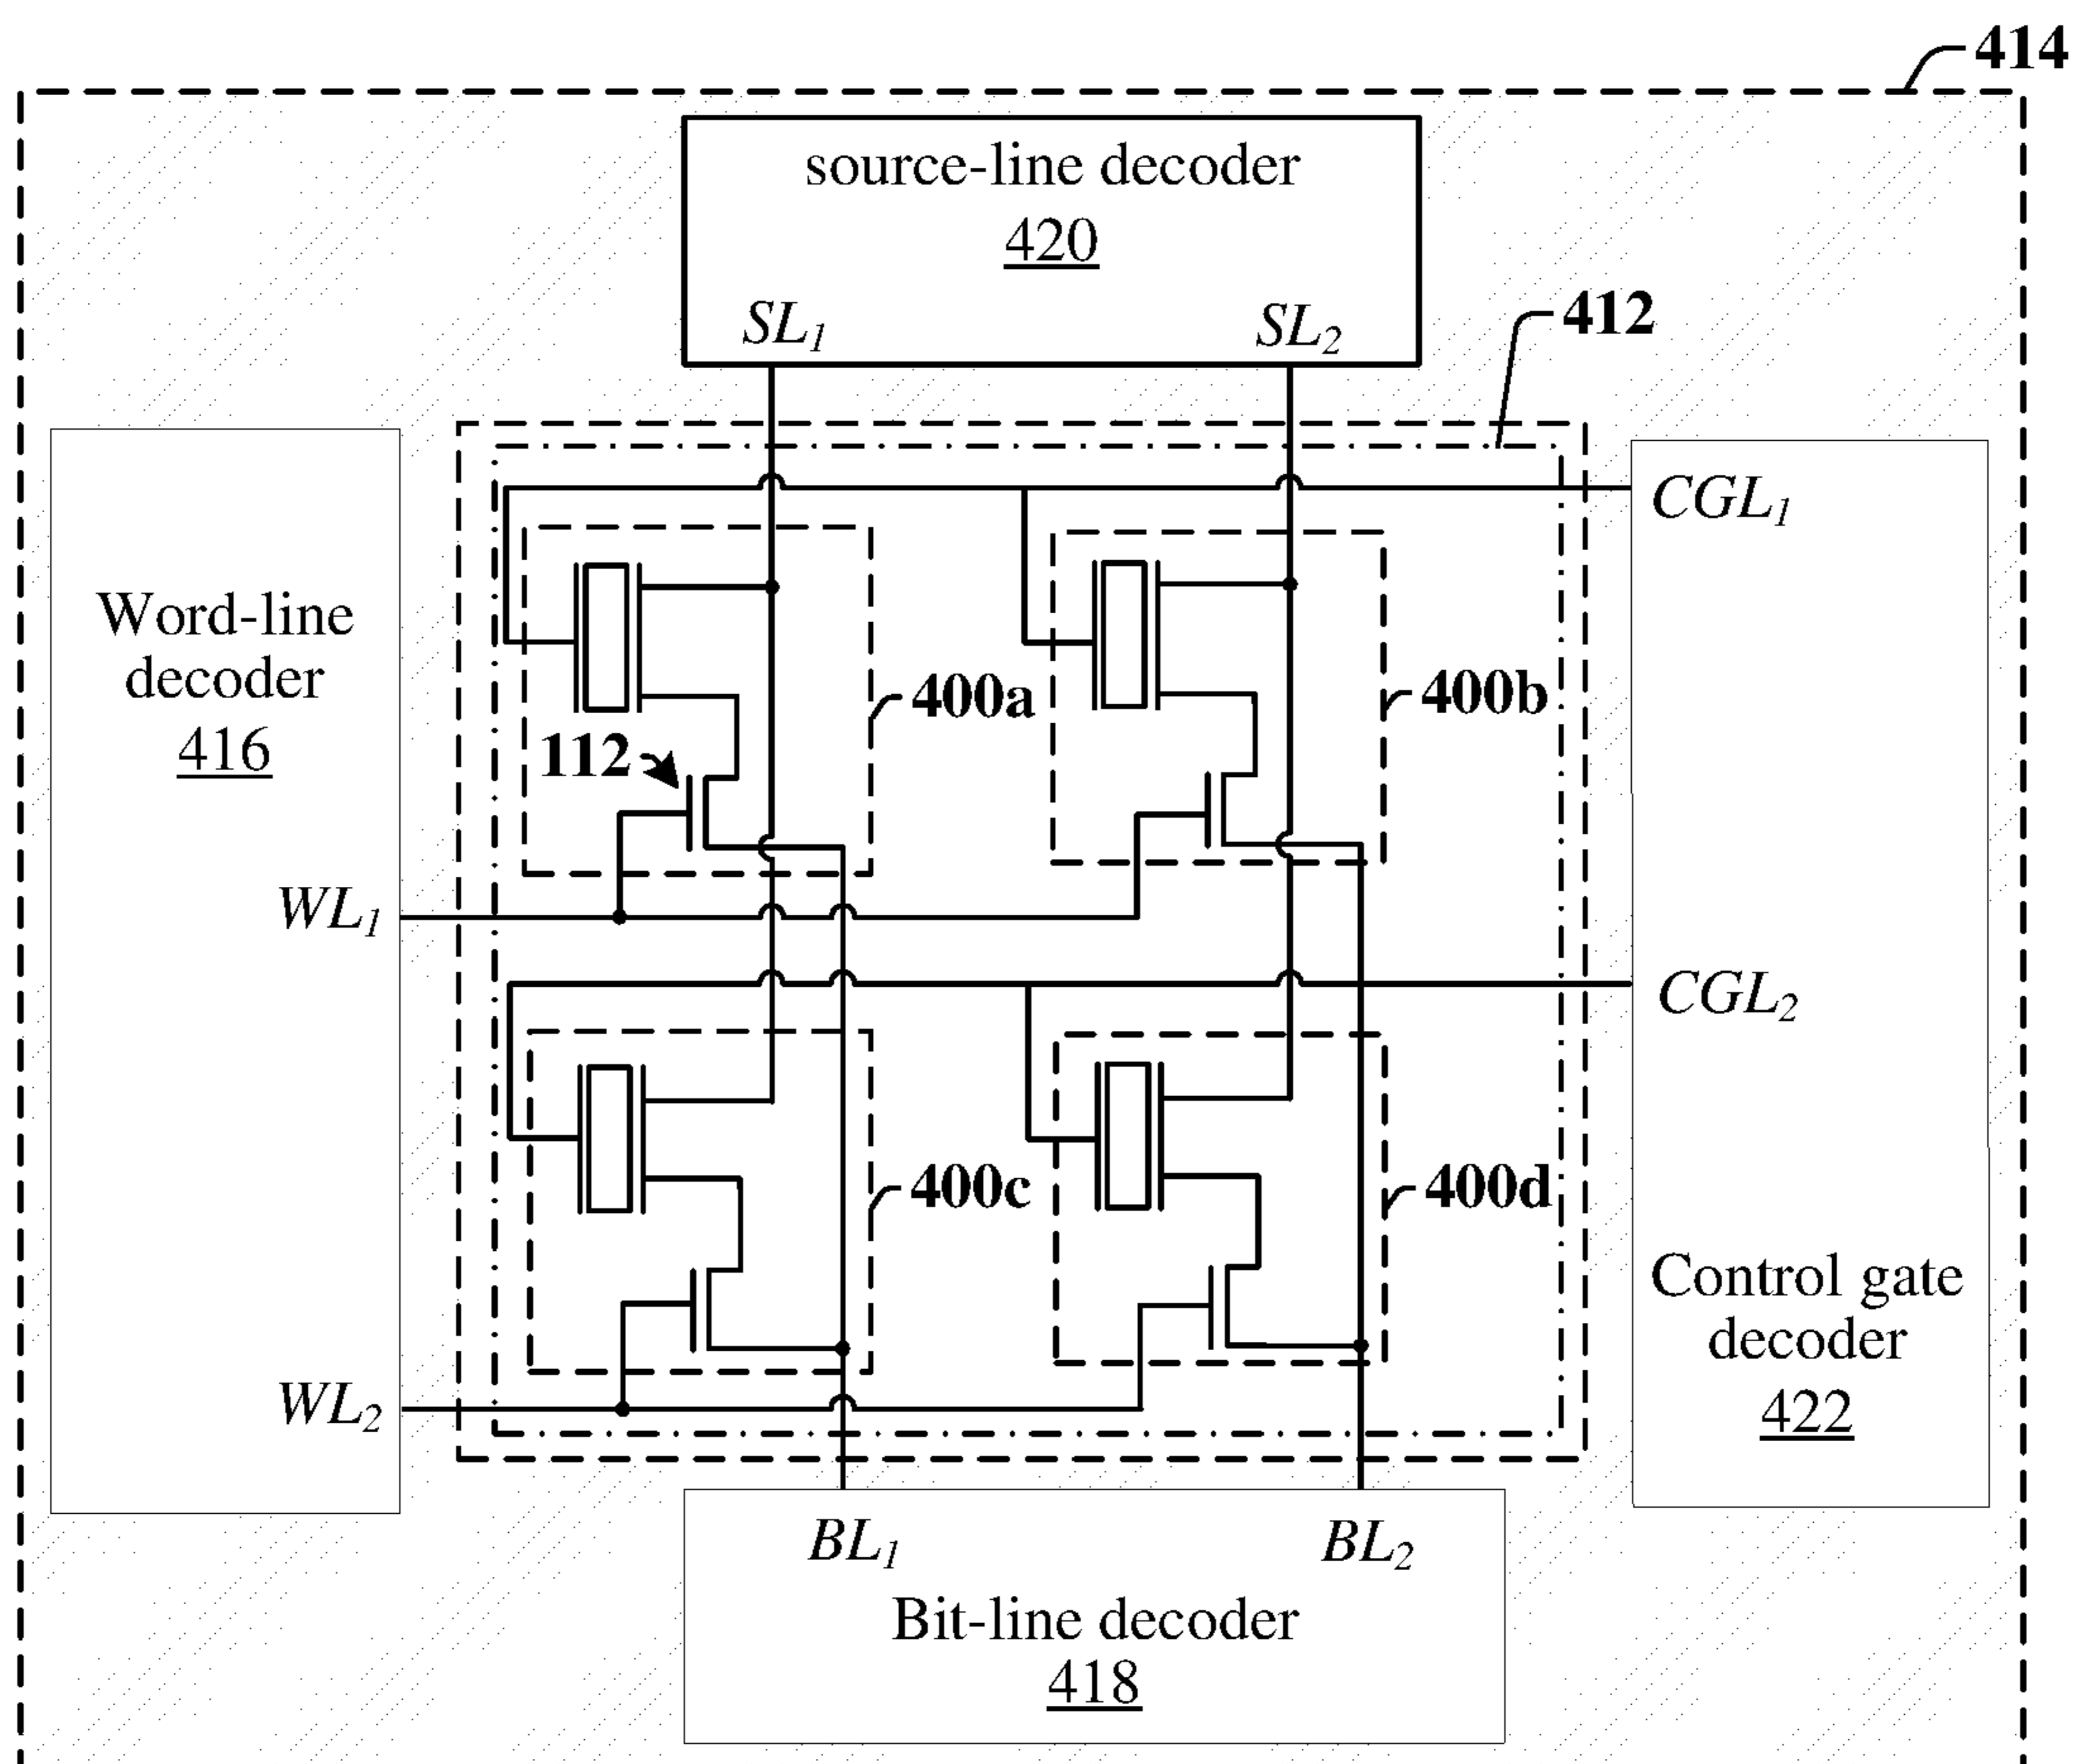 414
source-line decoder
420
SL1
SL2
412
CGL1
Word-line
decoder
416
400a
400b
112
WL1
CGL2
400c
400d
Control gate
decoder
422
WL2
BL1
BL2
Bit-line decoder
418